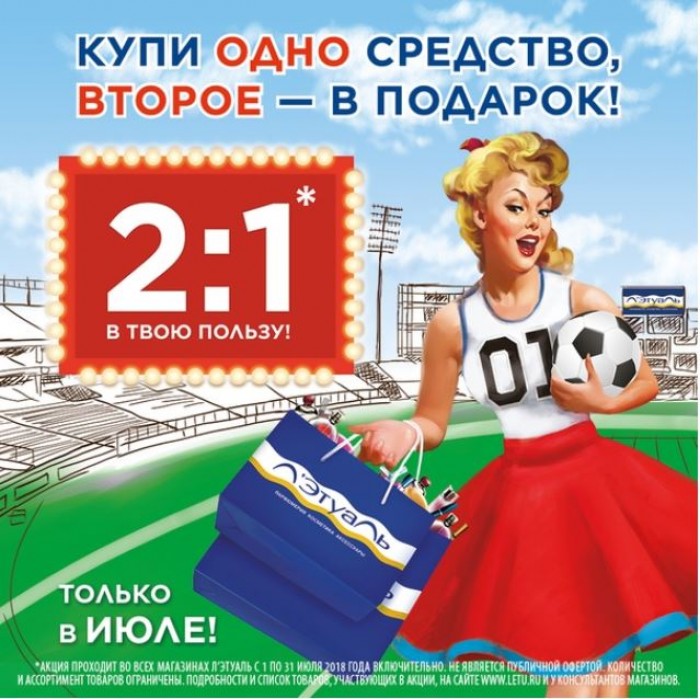 КУПИ ОДНО СРЕДСТВО,
ВТОРОЕ — В ПОДАРОК!
2:1*
В ТВОЮ ПОЛЬЗУ!
Л'ЭТУАЛЬ
01
Л'ЭТУАЛЬ
ПАРФЮМЕРИЯ КОСМЕТИКА АКСЕССУАРЫ
ТОЛЬКО
В ИЮЛЕ!
*АКЦИЯ ПРОХОДИТ ВО ВСЕХ МАГАЗИНАХ Л'ЭТУАЛЬ С 1 ПО 31 ИЮЛЯ 2018 ГОДА ВКЛЮЧИТЕЛЬНО. НЕ ЯВЛЯЕТСЯ ПУБЛИЧНОЙ ОФЕРТОЙ. КОЛИЧЕСТВО
И АССОРТИМЕНТ ТОВАРОВ ОГРАНИЧЕНЫ. ПОДРОБНОСТИ И СПИСОК ТОВАРОВ, УЧАСТВУЮЩИХ В АКЦИИ, НА САЙТЕ WWW.LETU.RU И У КОНСУЛЬТАНТОВ МАГАЗИНОВ.